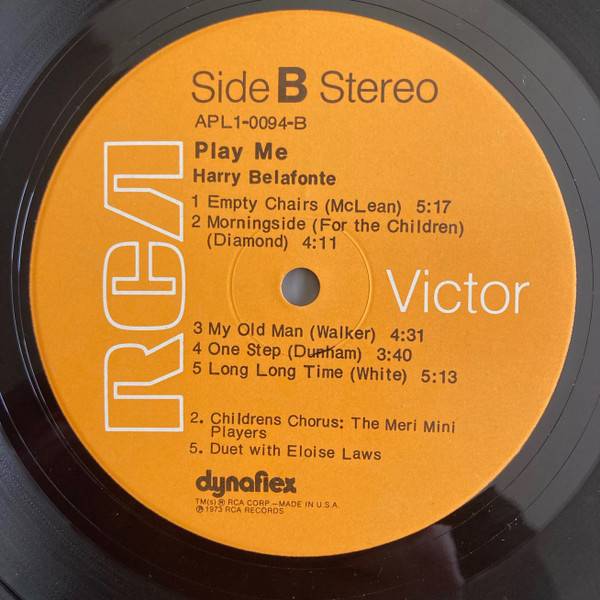 Side B Stereo
APL1-0094-B
Play Me
Harry Belafonte
1 Empty Chairs (McLean) 5:17
2 Morningside (For the Children)
(Diamond) 4:11
RCA
Victor
3 My Old Man (Walker) 4:31
4 One Step (Dunham) 3:40
5 Long Long Time (White) 5:13
2. Childrens Chorus: The Meri Mini
Players
5. Duet with Eloise Laws
dynaflex
TM(s) ® RCA CORP.—MADE IN U.S.A.
℗ 1973 RCA RECORDS